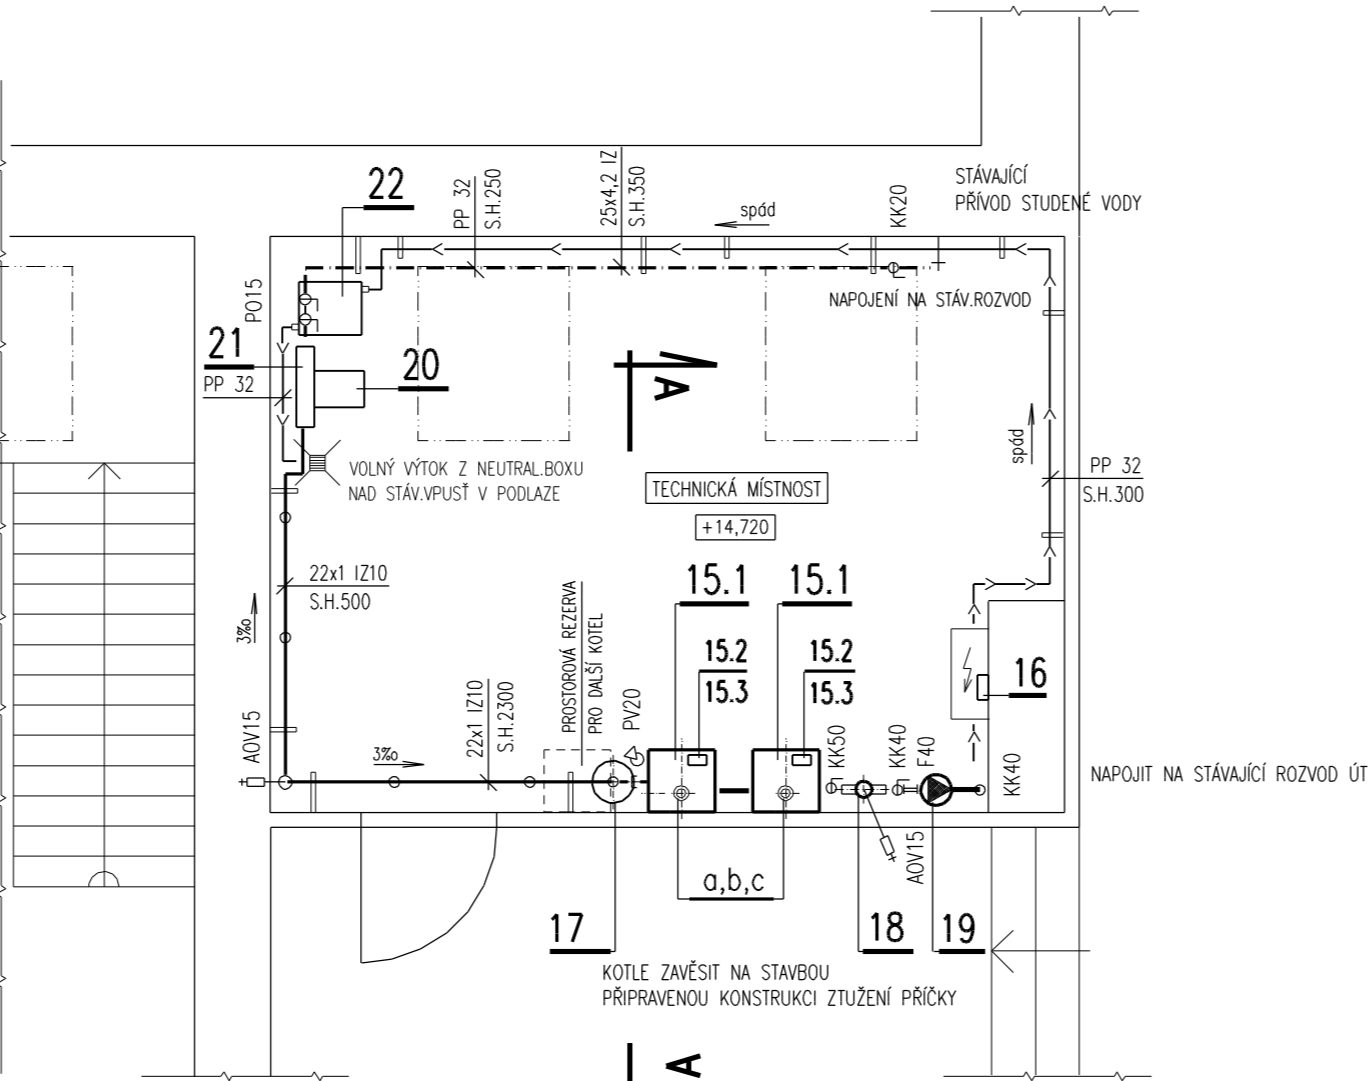 STÁVAJÍCÍ
PŘÍVOD STUDENÉ VODY
22
PP 32
S.H.250
25x4,2 IZ
S.H.350
spád
KK20
PO15
NAPOJENÍ NA STÁV.ROZVOD
21
PP 32
20
A
spád
VOLNÝ VÝTOK Z NEUTRAL.BOXU
NAD STÁV.VPUSŤ V PODLAZE
TECHNICKÁ MÍSTNOST
+14,720
PP 32
S.H.300
22x1 IZ10
S.H.500
3‰
15.1
15.1
PROSTOROVÁ REZERVA
PRO DALŠÍ KOTEL
15.2
15.3
15.2
15.3
16
22x1 IZ10
S.H.2300
PV20
AOV15
3‰
KK50
KK40
F40
KK40
NAPOJIT NA STÁVAJÍCÍ ROZVOD ÚT
AOV15
a,b,c
17
18
19
KOTLE ZAVĚSIT NA STAVBOU
PŘIPRAVENOU KONSTRUKCI ZTUŽENÍ PŘÍČKY
A